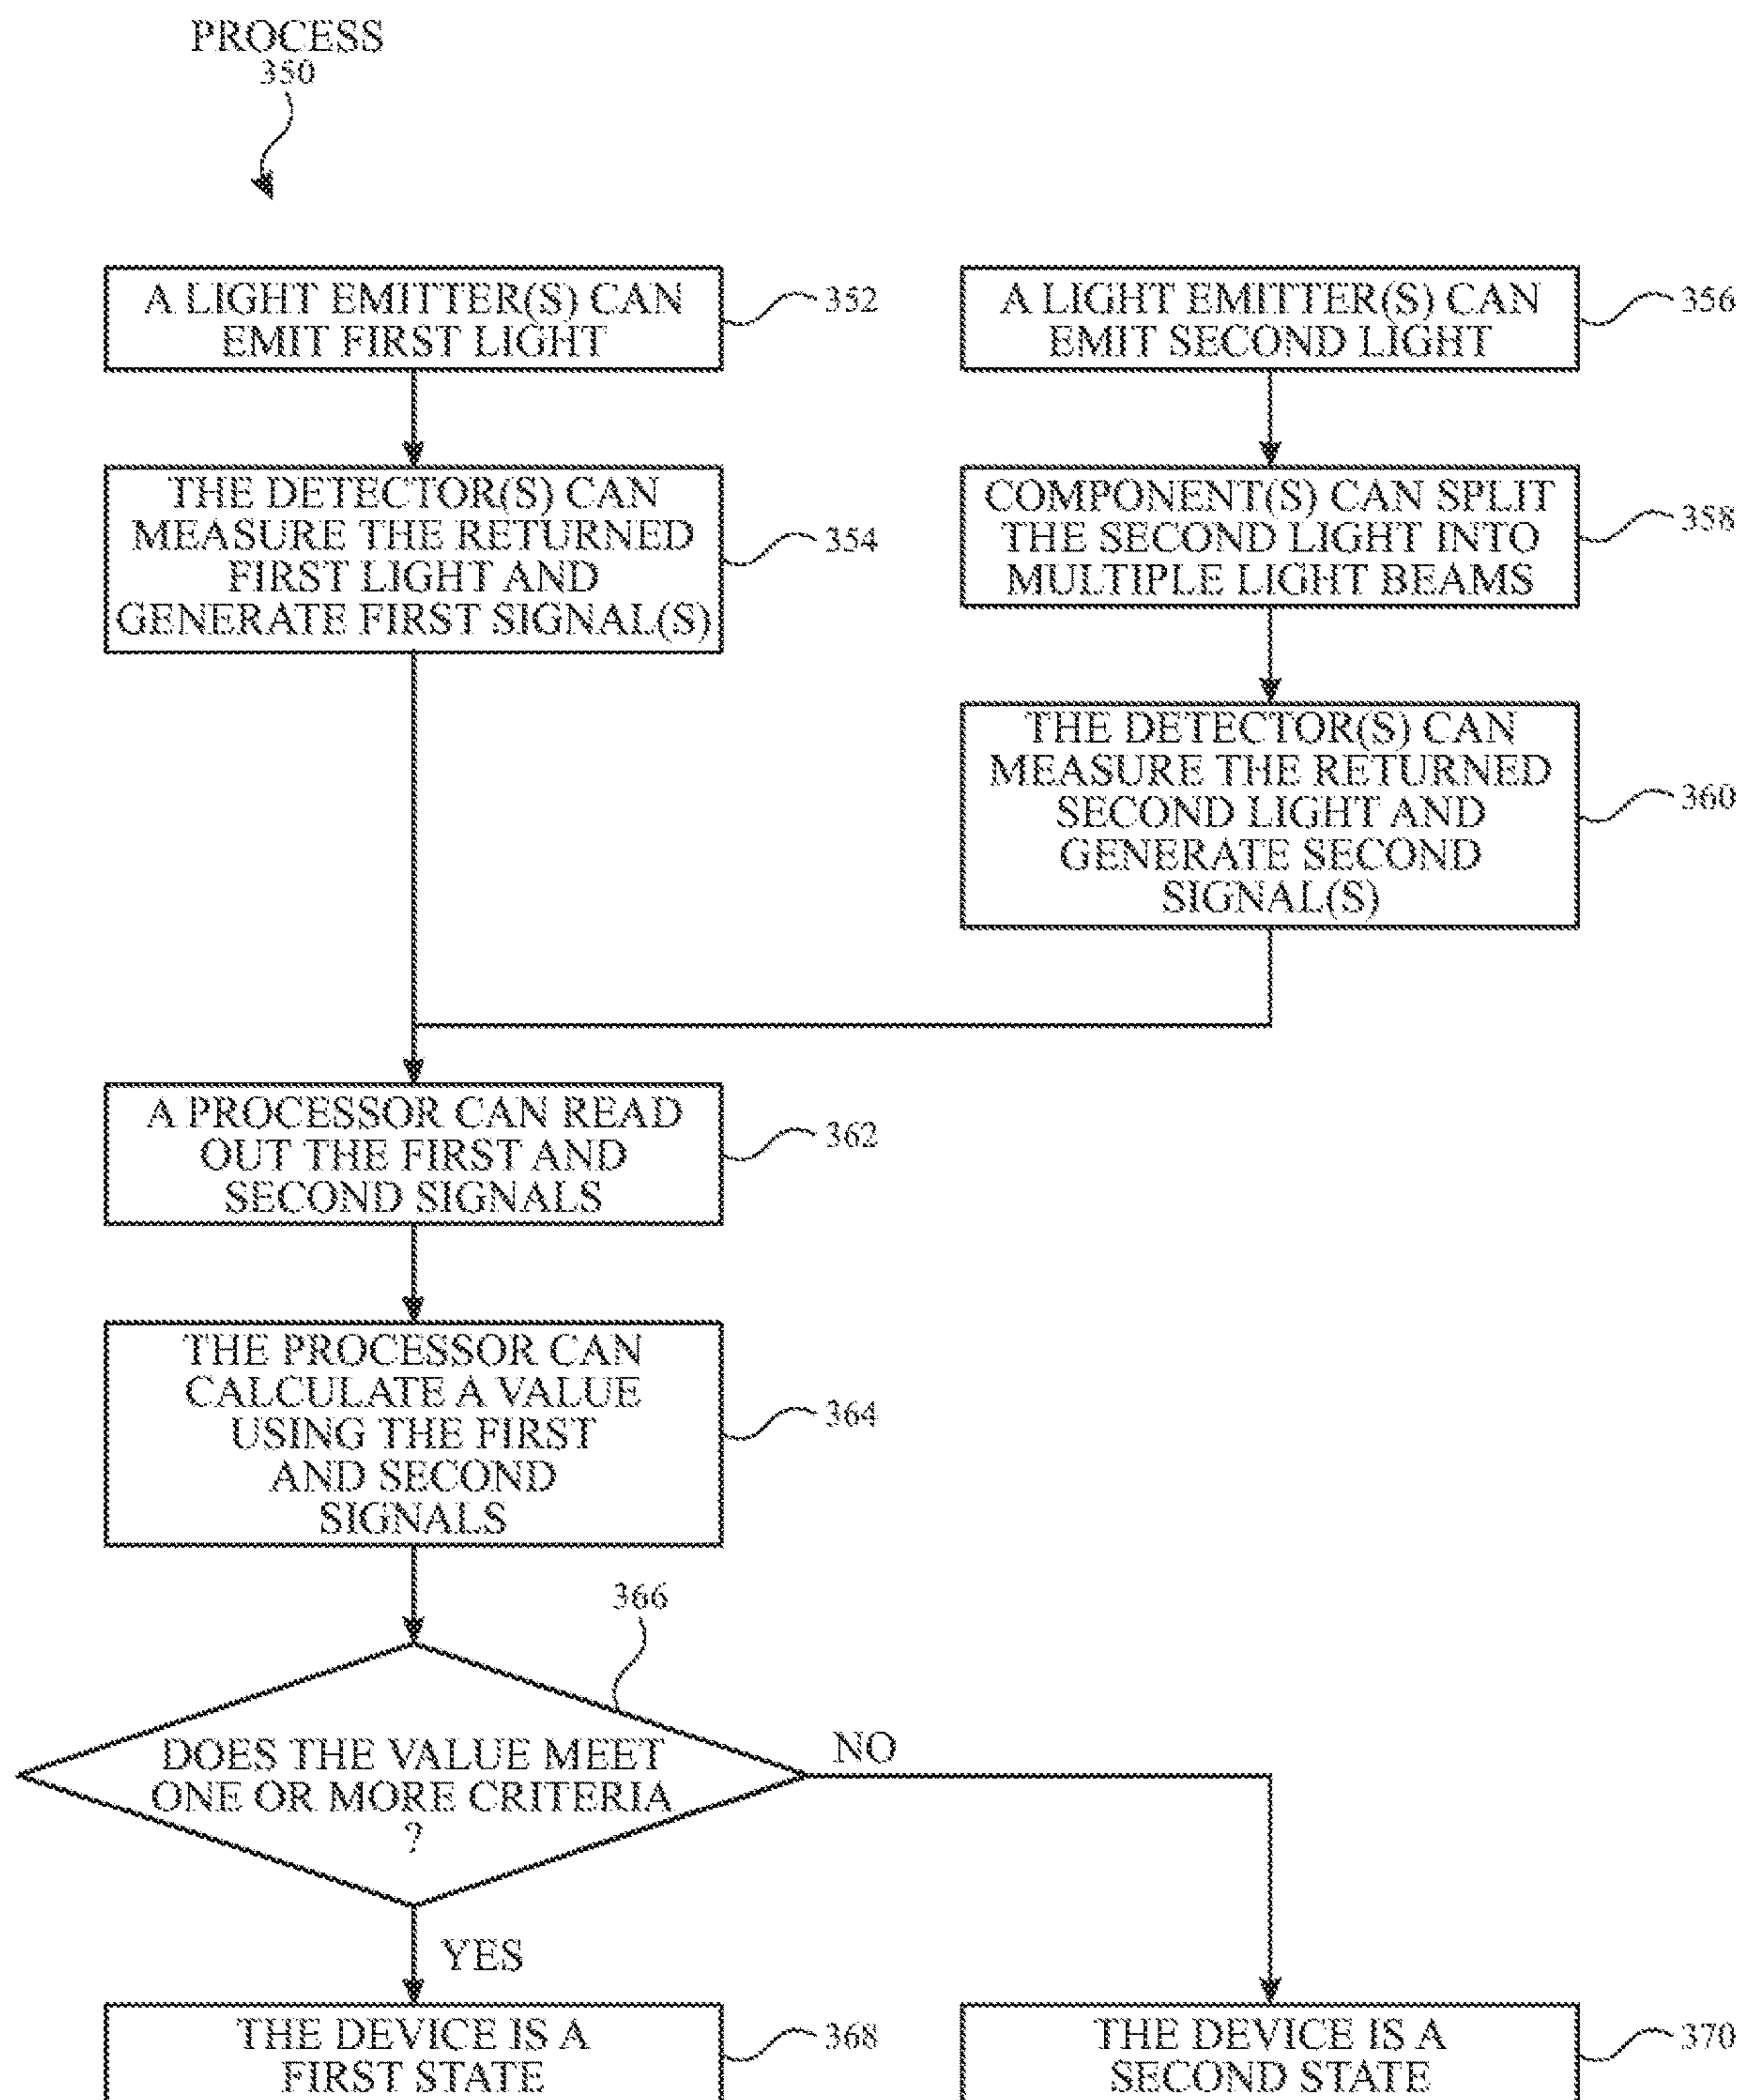 PROCESS
350
A LIGHT EMITTER(S) CAN
EMIT FIRST LIGHT
352
A LIGHT EMITTER(S) CAN
EMIT SECOND LIGHT
356
THE DETECTOR(S) CAN
MEASURE THE RETURNED
FIRST LIGHT AND
GENERATE FIRST SIGNAL(S)
354
COMPONENT(S) CAN SPLIT
THE SECOND LIGHT INTO
MULTIPLE LIGHT BEAMS
358
THE DETECTOR(S) CAN
MEASURE THE RETURNED
SECOND LIGHT AND
GENERATE SECOND
SIGNAL(S)
360
A PROCESSOR CAN READ
OUT THE FIRST AND
SECOND SIGNALS
362
THE PROCESSOR CAN
CALCULATE A VALUE
USING THE FIRST
AND SECOND
SIGNALS
364
366
DOES THE VALUE MEET
ONE OR MORE CRITERIA
?
NO
YES
THE DEVICE IS A
FIRST STATE
368
THE DEVICE IS A
SECOND STATE
370